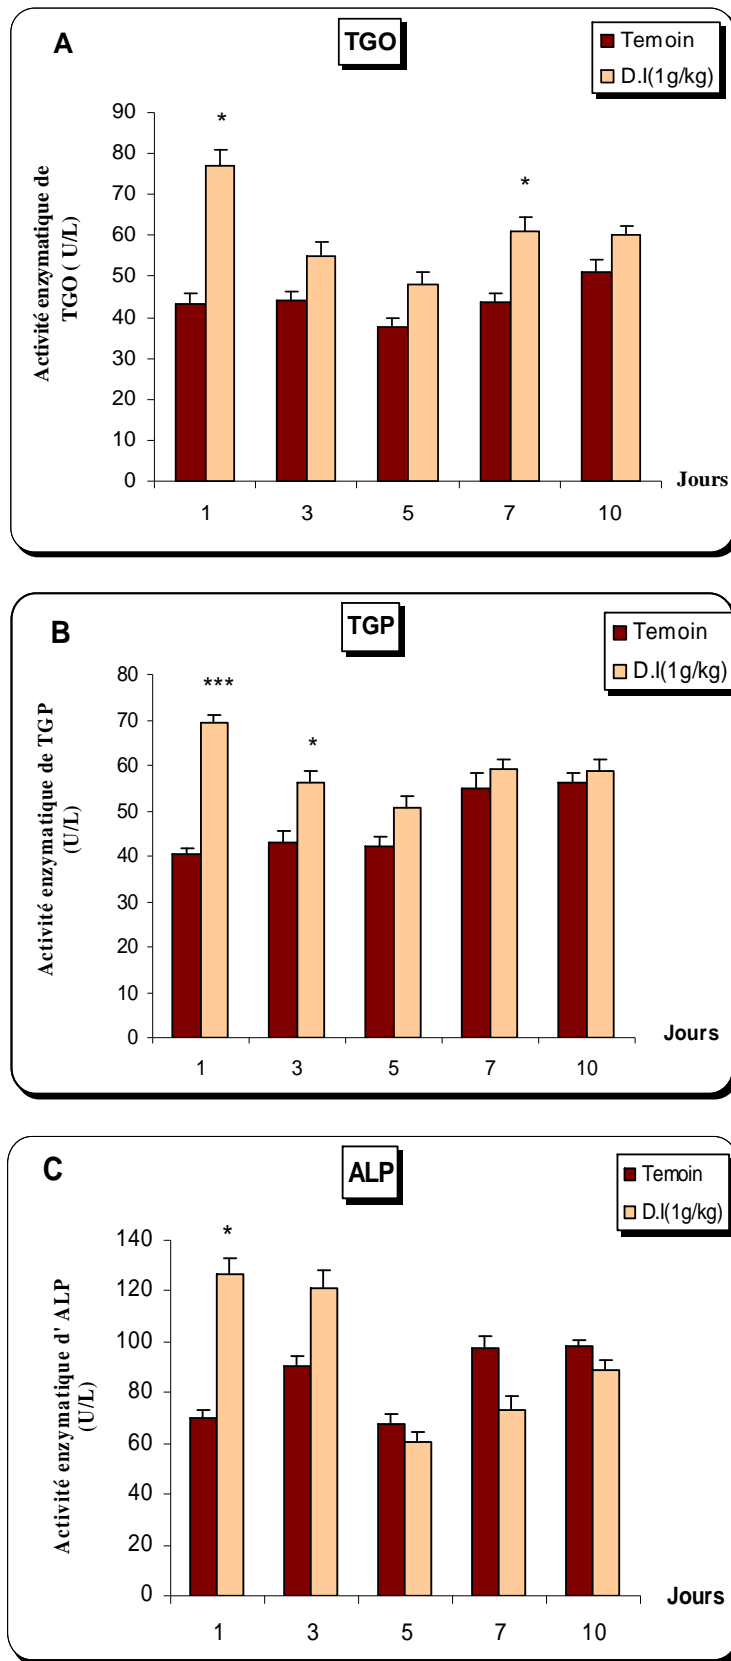 A
TGO
Temoin
D.I(1g/kg)
Activité enzymatique de
TGO ( U/L)
90
80
70
60
50
40
30
20
10
0
*
*
Jours
1 3 5 7 10
B
TGP
Temoin
D.I(1g/kg)
Activité enzymatique de TGP
(U/L)
80
70
60
50
40
30
20
10
0
***
*
Jours
1 3 5 7 10
C
ALP
Temoin
D.I(1g/kg)
Activité enzymatique d' ALP
(U/L)
140
120
100
80
60
40
20
0
*
Jours
1 3 5 7 10